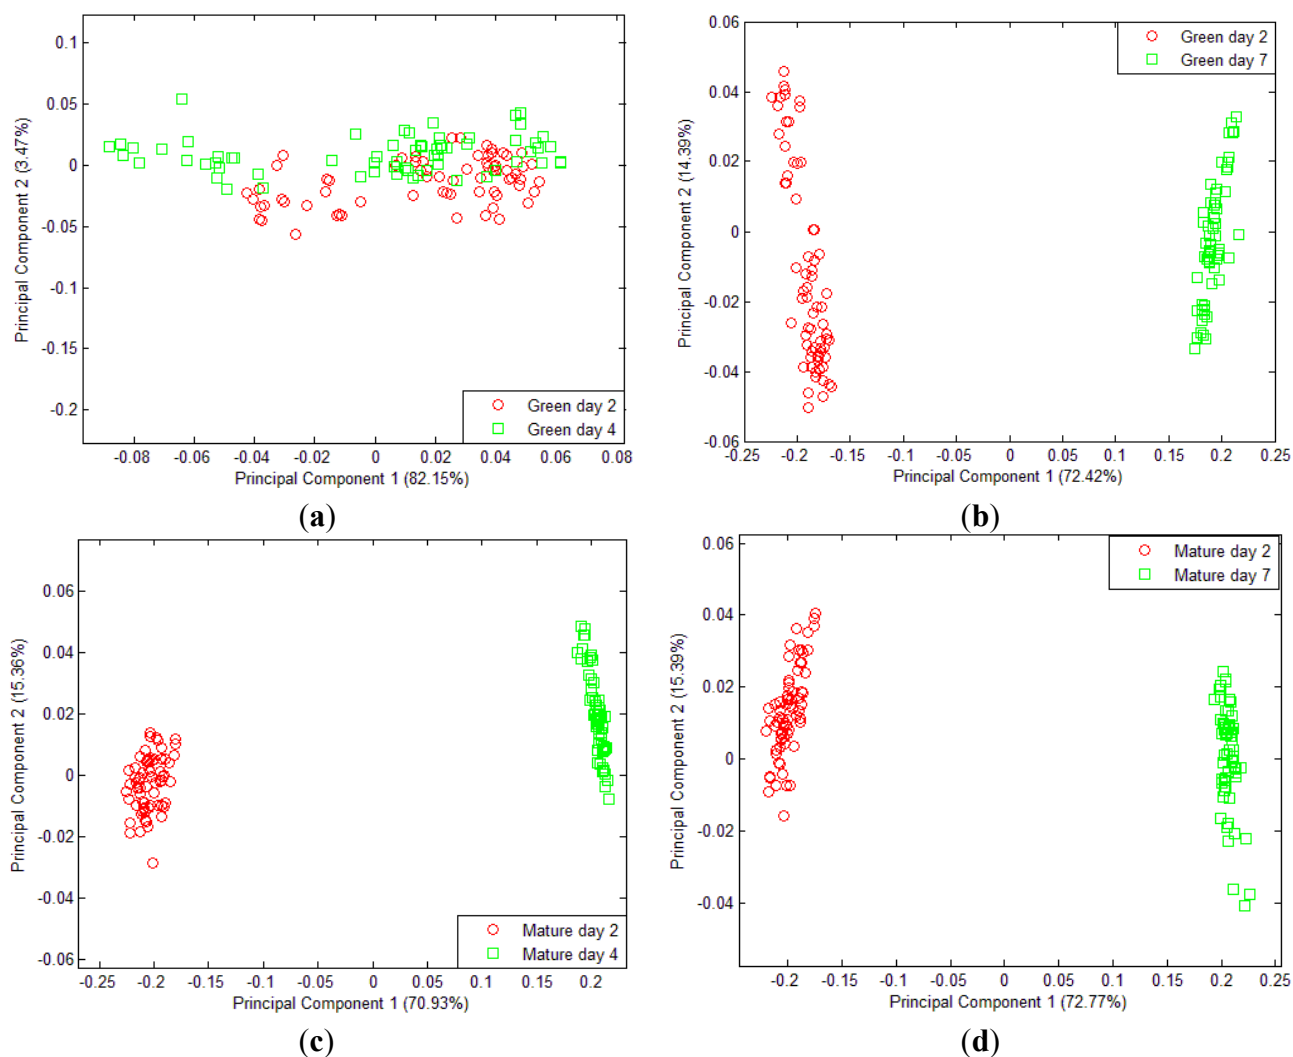 0.1
0.05
0
-0.05
-0.1
-0.15
-0.2
Principal Component 2 (3.47%)
Green day 2
Green day 4
-0.08 -0.06 -0.04 -0.02 0 0.02 0.04 0.06 0.08
Principal Component 1 (82.15%)
(a)
0.06
0.04
0.02
0
-0.02
-0.04
-0.06
Principal Component 2 (14.39%)
Green day 2
Green day 7
-0.25 -0.2 -0.15 -0.1 -0.05 0 0.05 0.1 0.15 0.2 0.25
Principal Component 1 (72.42%)
(b)
0.06
0.04
0.02
0
-0.02
-0.04
-0.06
Principal Component 2 (15.36%)
Mature day 2
Mature day 4
-0.25 -0.2 -0.15 -0.1 -0.05 0 0.05 0.1 0.15 0.2
Principal Component 1 (70.93%)
(c)
0.06
0.04
0.02
0
-0.02
-0.04
Principal Component 2 (15.39%)
Mature day 2
Mature day 7
-0.2 -0.15 -0.1 -0.05 0 0.05 0.1 0.15 0.2 0.25
Principal Component 1 (72.77%)
(d)